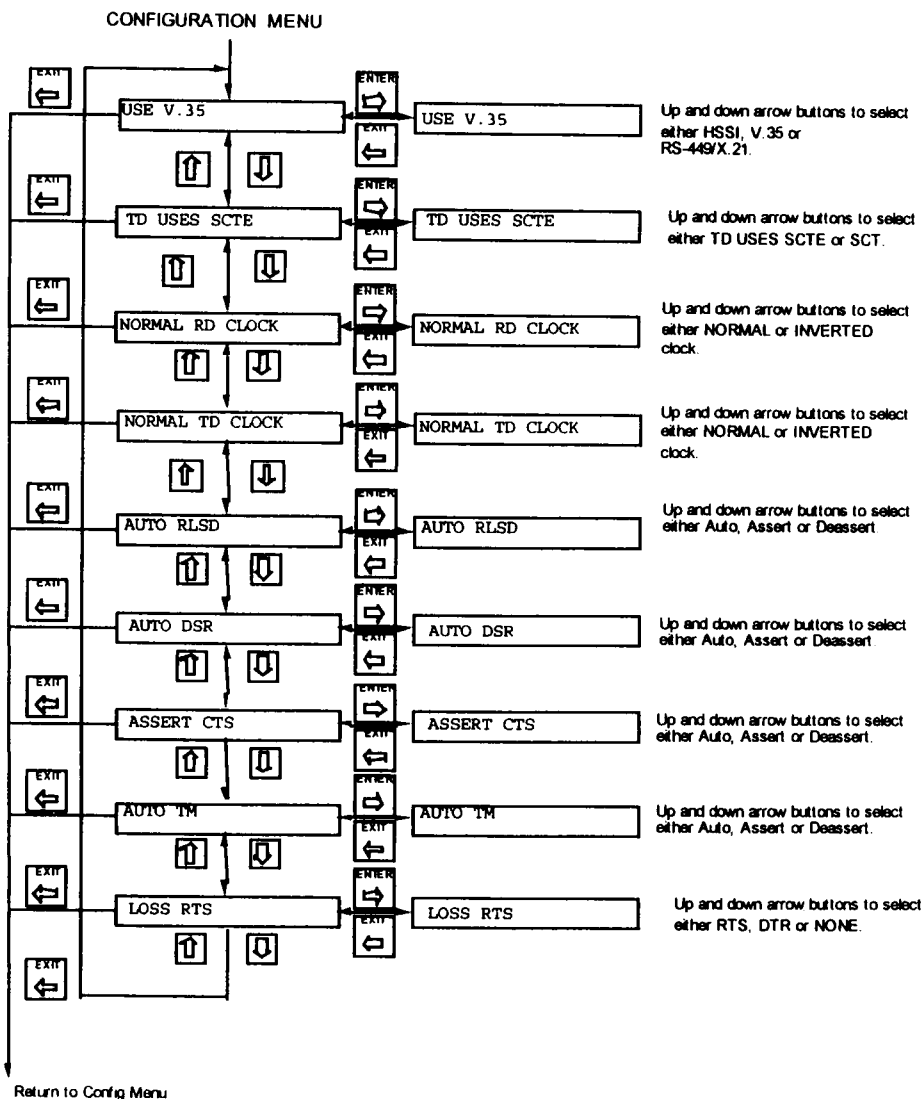 CONFIGURATION MENU
EXIT
ENTER
USE V.35
USE V.35
Up and down arrow buttons to select
either HSSI, V.35 or
RS-449/X.21.
EXIT
EXIT
ENTER
TD USES SCTE
TD USES SCTE
Up and down arrow buttons to select
either TD USES SCTE or SCT.
EXIT
EXIT
ENTER
NORMAL RD CLOCK
NORMAL RD CLOCK
Up and down arrow buttons to select
either NORMAL or INVERTED
clock.
EXIT
EXIT
ENTER
NORMAL TD CLOCK
NORMAL TD CLOCK
Up and down arrow buttons to select
either NORMAL or INVERTED
clock.
EXIT
EXIT
ENTER
AUTO RLSD
AUTO RLSD
Up and down arrow buttons to select
either Auto, Assert or Deassert
EXIT
EXIT
ENTER
AUTO DSR
AUTO DSR
Up and down arrow buttons to select
either Auto, Assert or Deassert.
EXIT
EXIT
ENTER
ASSERT CTS
ASSERT CTS
Up and down arrow buttons to select
either Auto, Assert or Deassert.
EXIT
EXIT
ENTER
AUTO TM
AUTO TM
Up and down arrow buttons to select
either Auto, Assert or Deassert.
EXIT
EXIT
ENTER
LOSS RTS
LOSS RTS
Up and down arrow buttons to select
either RTS, DTR or NONE.
EXIT
EXIT
Return to Config Menu